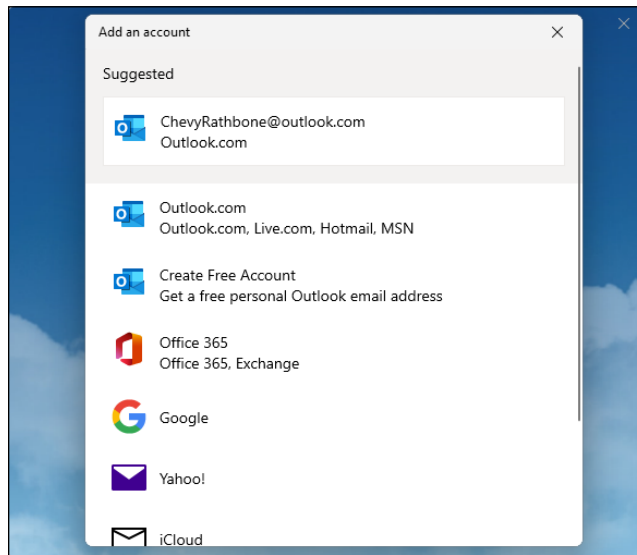 Add an account
Suggested
ChevyRathbone@outlook.com
Outlook.com
Outlook.com
Outlook.com, Live.com, Hotmail, MSN
Create Free Account
Get a free personal Outlook email address
Office 365
Office 365, Exchange
Google
Yahoo!
iCloud